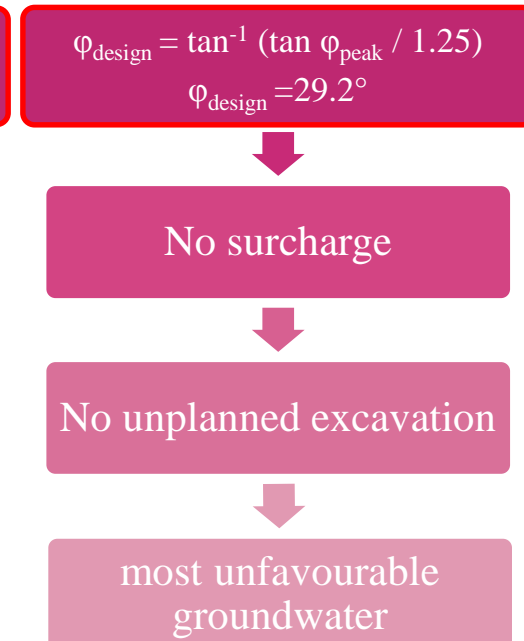 φdesign = tan-1 (tan φpeak / 1.25)
φdesign =29.2°
No surcharge
No unplanned excavation
most unfavourable
groundwater